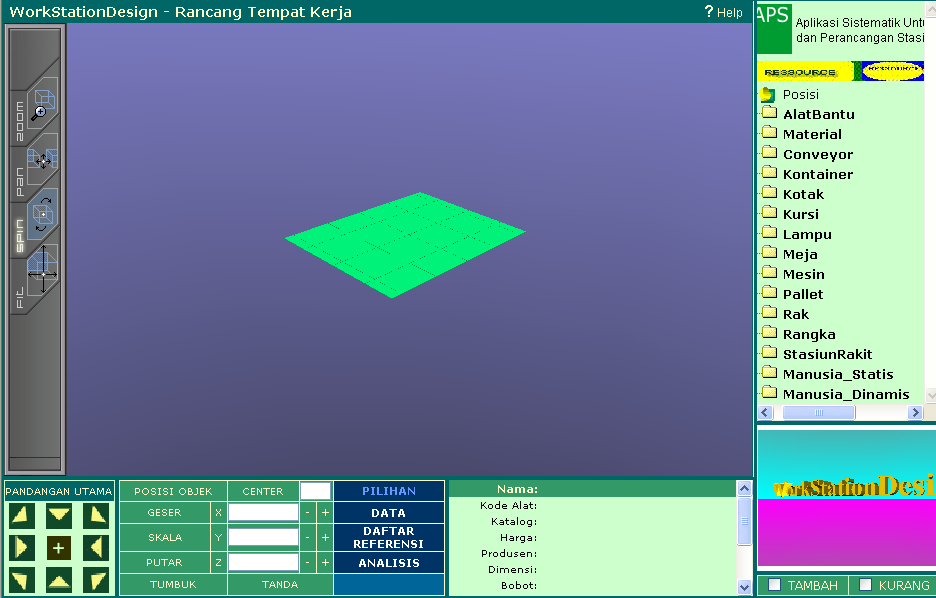 WorkStationDesign - Rancang Tempat Kerja
? Help
zoom
pan
spin
fit
APS
Aplikasi Sistematik Untu
dan Perancangan Stasi
RESSOURCE
RESSOURCE
Posisi
AlatBantu
Material
Conveyor
Kontainer
Kotak
Kursi
Lampu
Meja
Mesin
Pallet
Rak
Rangka
StasiunRakit
Manusia_Statis
Manusia_Dinamis
WorkStationDesi
TAMBAH
KURANG
PANDANGAN UTAMA
POSISI OBJEK
CENTER
PILIHAN
GESER
X
-
+
DATA
SKALA
Y
-
+
DAFTAR
REFERENSI
PUTAR
Z
-
+
ANALISIS
TUMBUK
TANDA
Nama:
Kode Alat:
Katalog:
Harga:
Produsen:
Dimensi:
Bobot: